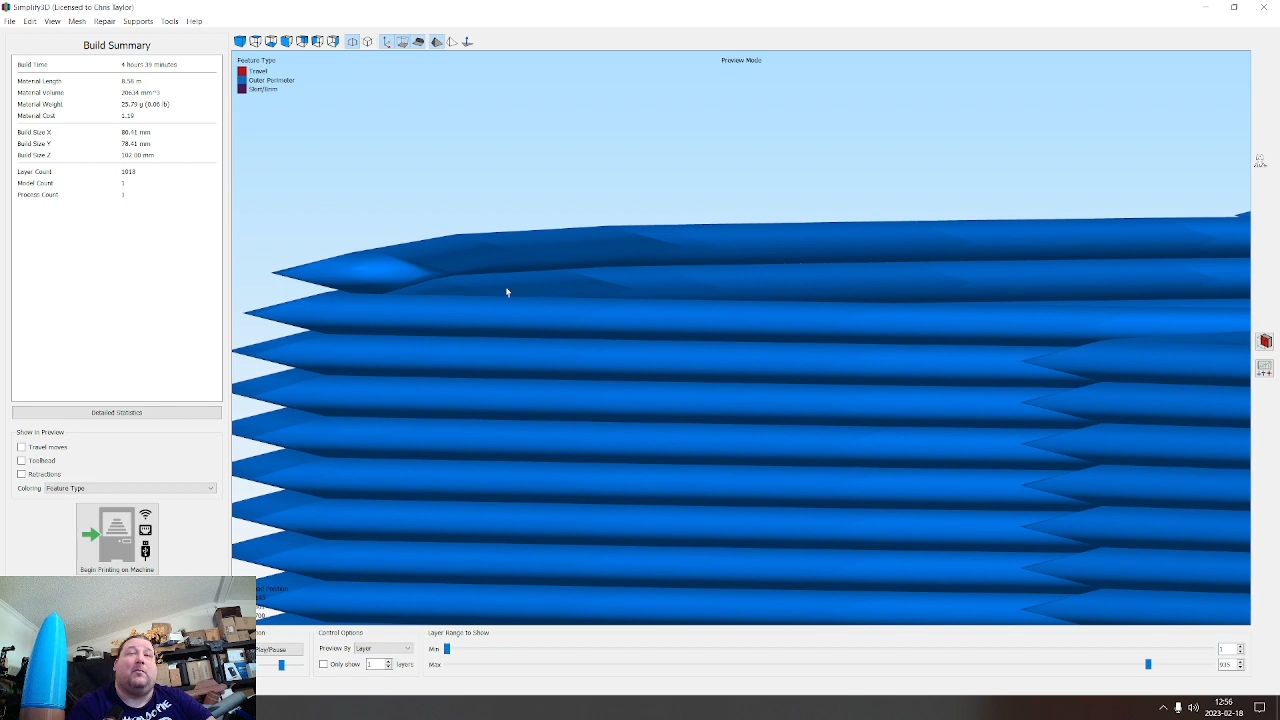 Simplify3D (Licensed to Chris Taylor)
File Edit View Mesh Repair Supports Tools Help
Build Summary
Build Time 4 hours 39 minutes
Material Length 8.58 m
Material Volume 20634 mm^3
Material Weight 25.79 g (0.06 lb)
Material Cost 1.19
Build Size X 80.41 mm
Build Size Y 78.41 mm
Build Size Z 102.00 mm
Layer Count 1018
Model Count 1
Process Count 1
Detailed Statistics
Show in Preview
Travel moves
Toolhead
Retractions
Coloring Feature Type
Begin Printing on Machine
Feature Type
Travel
Outer Perimeter
Skirt/Brim
Preview Mode
Position
Play/Pause
Control Options
Preview By Layer
Only show 1 layers
Layer Range to Show
Min 1
Max 935
12:56
2023-02-18